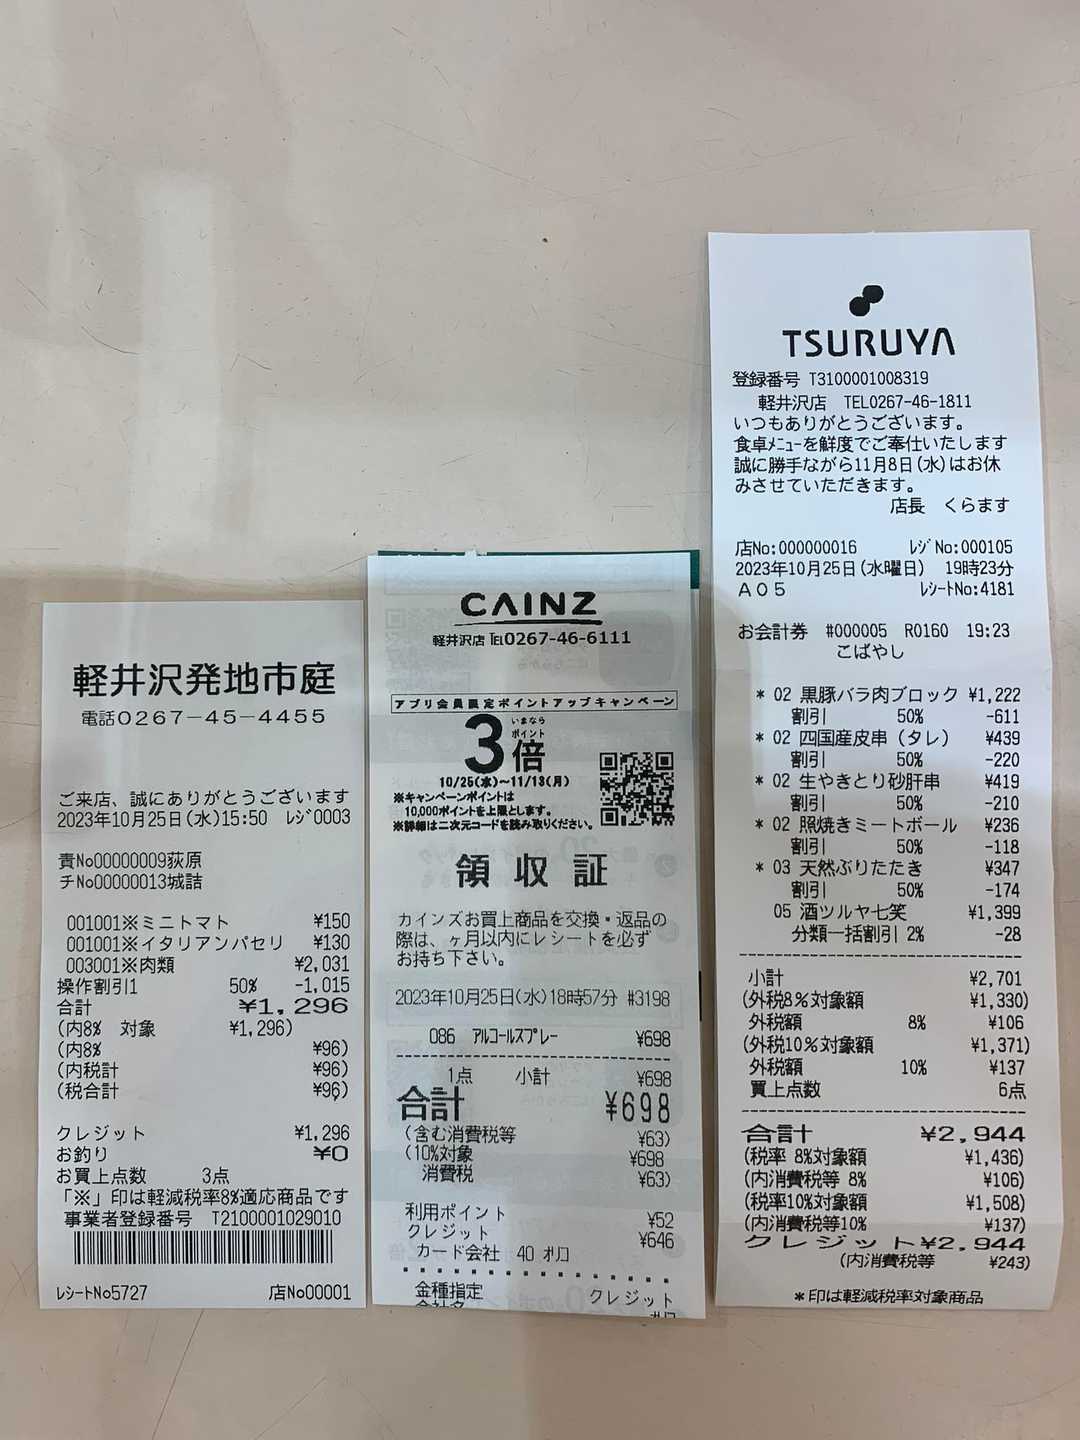 軽井沢発地市庭
電話0267-45-4455
ご来店、誠にありがとうございます
2023年10月25日(水)15:50 ﾚｼﾞ0003
責No00000009荻原
チNo00000013城詰
001001※ミニトマト ¥150
001001※イタリアンパセリ ¥130
003001※肉類 ¥2,031
操作割引1 50% -1,015
合計 ¥1,296
(内8% 対象 ¥1,296)
(内8% ¥96)
(内税計 ¥96)
(税合計 ¥96)
クレジット ¥1,296
お釣り ¥0
お買上点数 3点
「※」印は軽減税率8%適応商品です
事業者登録番号 T2100001029010
ﾚｼｰﾄNo5727 店No00001
CAINZ
軽井沢店 TEL0267-46-6111
アプリ会員限定ポイントアップキャンペーン
3倍
いまなら
ポイント
10/25(水)～11/13(月)
※キャンペーンポイントは
10,000ポイントを上限とします。
※詳細は二次元コードを読み取りください。
領収証
カインズお買上商品を交換・返品の
際は、ヶ月以内にレシートを必ず
お持ち下さい。
2023年10月25日(水)18時57分 #3198
086 ｱﾙｺｰﾙｽﾌﾟﾚｰ ¥698
1点 小計 ¥698
合計 ¥698
(含む消費税等 ¥63)
(10%対象 ¥698
消費税 ¥63)
利用ポイント ¥52
クレジット ¥646
カード会社 40 ｵﾘｺ
金種指定 クレジット
TSURUYA
登録番号 T3100001008319
軽井沢店 TEL0267-46-1811
いつもありがとうございます。
食卓ﾒﾆｭｰを鮮度でご奉仕いたします
誠に勝手ながら11月8日(水)はお休
みさせていただきます。
店長 くらます
店No:000000016 ﾚｼﾞNo:000105
2023年10月25日(水曜日) 19時23分
A05 ﾚｼｰﾄNo:4181
お会計券 #000005 R0160 19:23
こばやし
* 02 黒豚バラ肉ブロック ¥1,222
割引 50% -611
* 02 四国産皮串（タレ） ¥439
割引 50% -220
* 02 生やきとり砂肝串 ¥419
割引 50% -210
* 02 照焼きミートボール ¥236
割引 50% -118
* 03 天然ぶりたたき ¥347
割引 50% -174
05 酒ツルヤ七笑 ¥1,399
分類一括割引 2% -28
小計 ¥2,701
(外税8%対象額 ¥1,330)
外税額 8% ¥106
(外税10%対象額 ¥1,371)
外税額 10% ¥137
買上点数 6点
合計 ¥2,944
(税率 8%対象額 ¥1,436)
(内消費税等 8% ¥106)
(税率10%対象額 ¥1,508)
(内消費税等10% ¥137)
クレジット ¥2,944
(内消費税等 ¥243)
*印は軽減税率対象商品